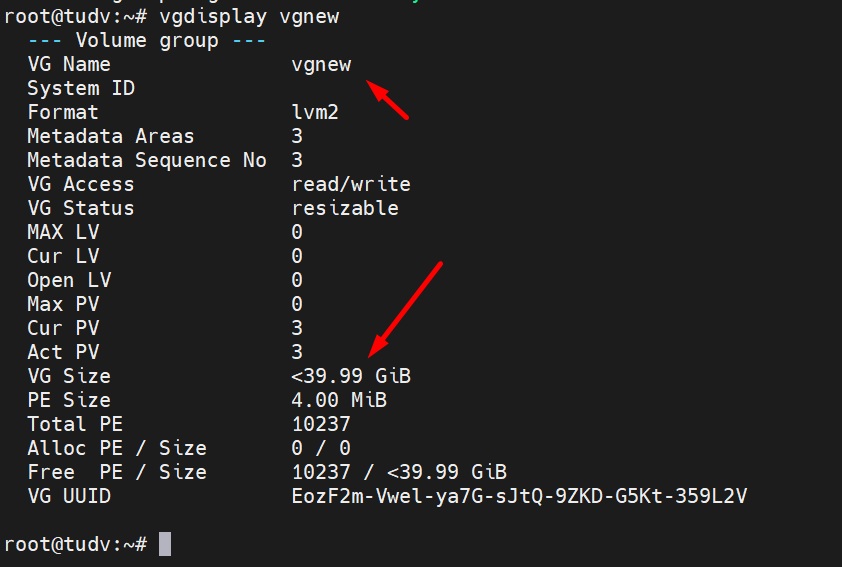 root@tudv:~# vgdisplay vgnew
--- Volume group ---
VG Name vgnew
System ID
Format lvm2
Metadata Areas 3
Metadata Sequence No 3
VG Access read/write
VG Status resizable
MAX LV 0
Cur LV 0
Open LV 0
Max PV 0
Cur PV 3
Act PV 3
VG Size <39.99 GiB
PE Size 4.00 MiB
Total PE 10237
Alloc PE / Size 0 / 0
Free PE / Size 10237 / <39.99 GiB
VG UUID EozF2m-Vwel-ya7G-sJtQ-9ZKD-G5Kt-359L2V
root@tudv:~#